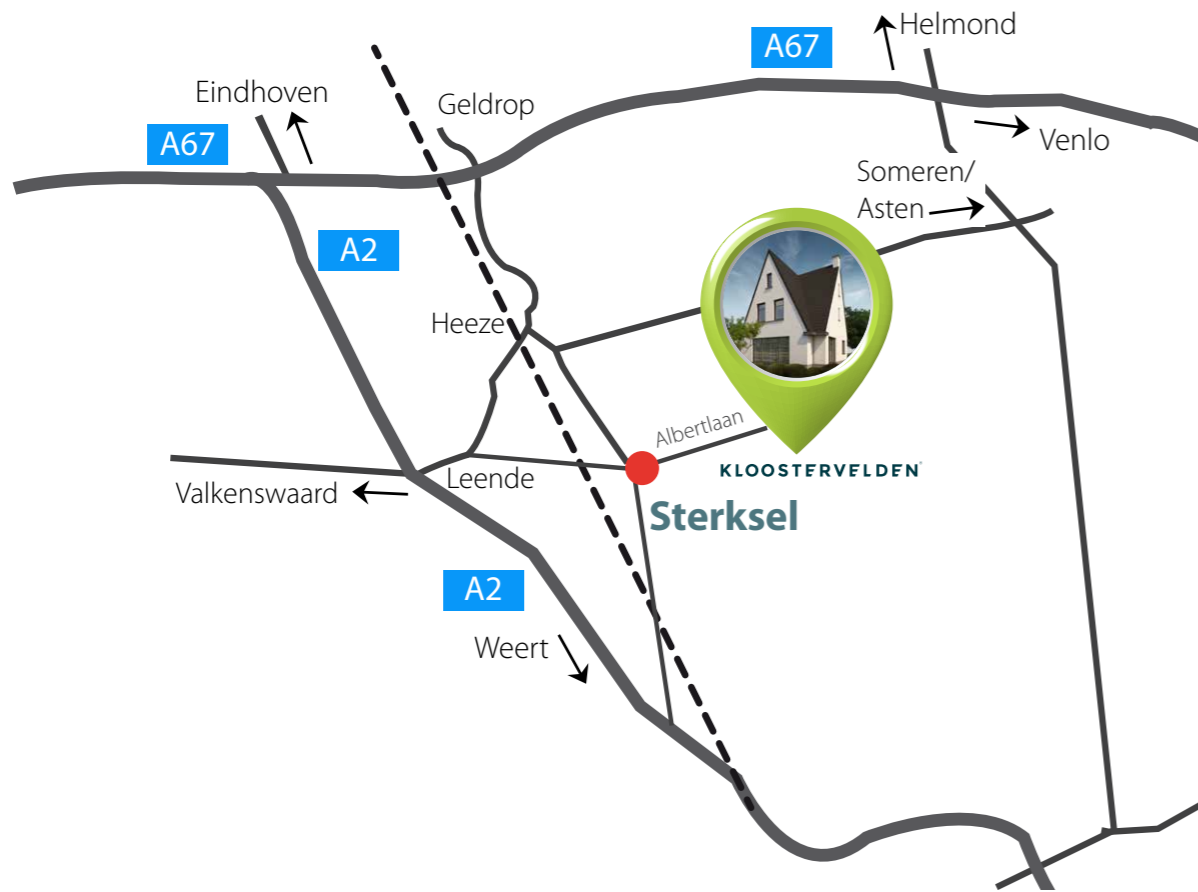 Helmond
A67
Eindhoven
Geldrop
A67
Venlo
Someren/
Asten
A2
Heeze
Albertlaan
KLOOSTERVELDEN
Leende
Valkenswaard
Sterksel
A2
Weert